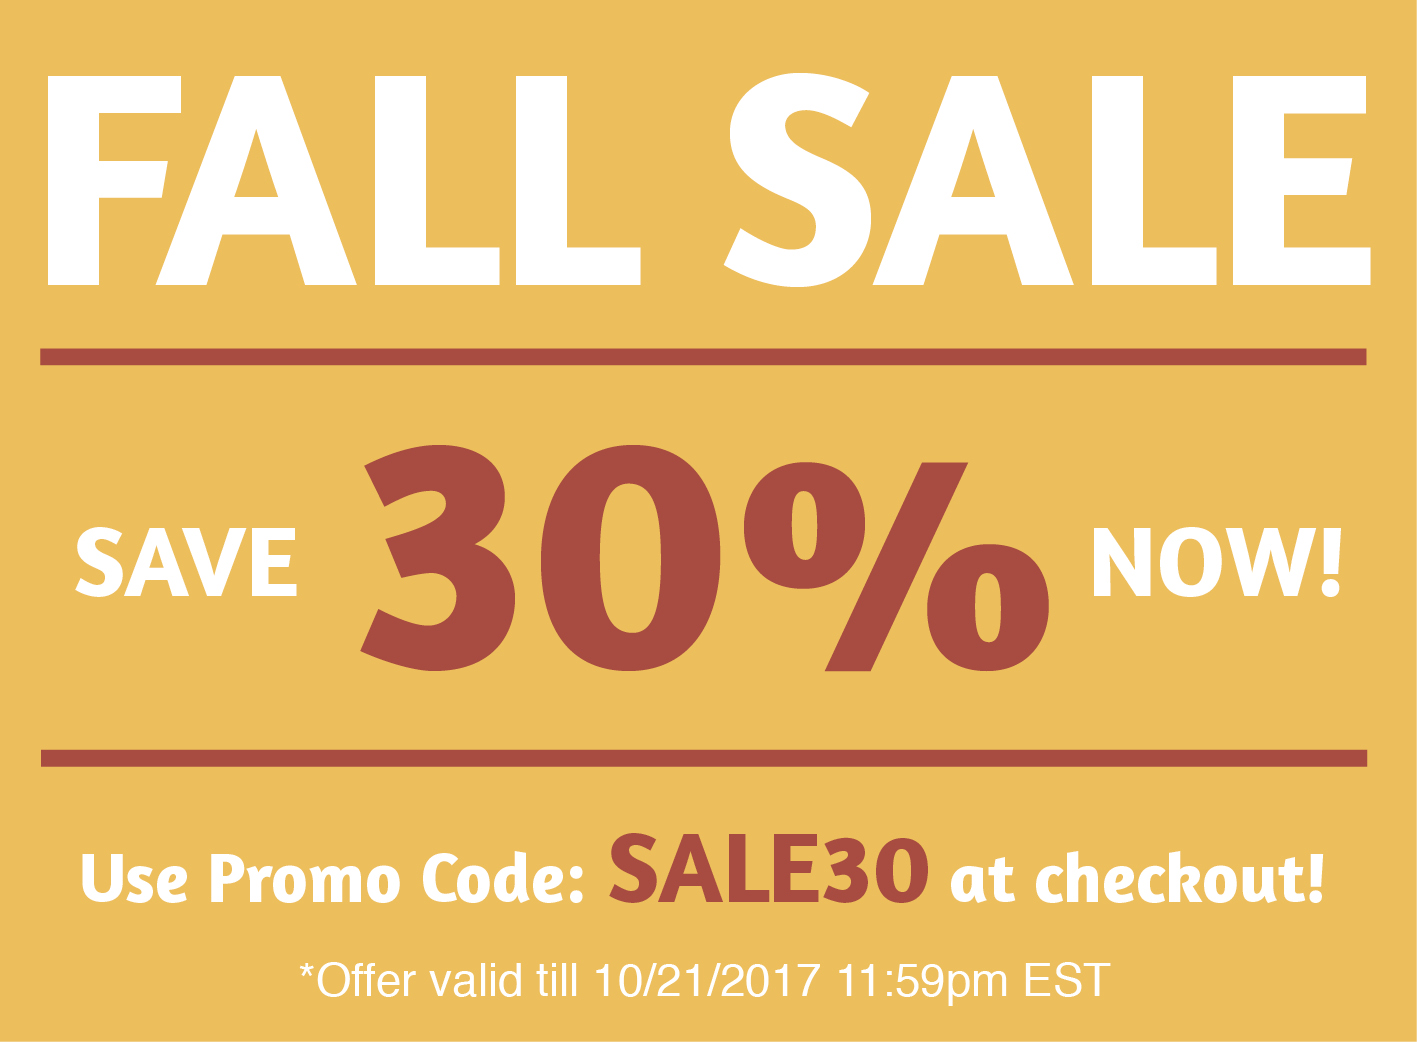 FALL SALE
SAVE 30% NOW!
Use Promo Code: SALE30 at checkout!
*Offer valid till 10/21/2017 11:59pm EST